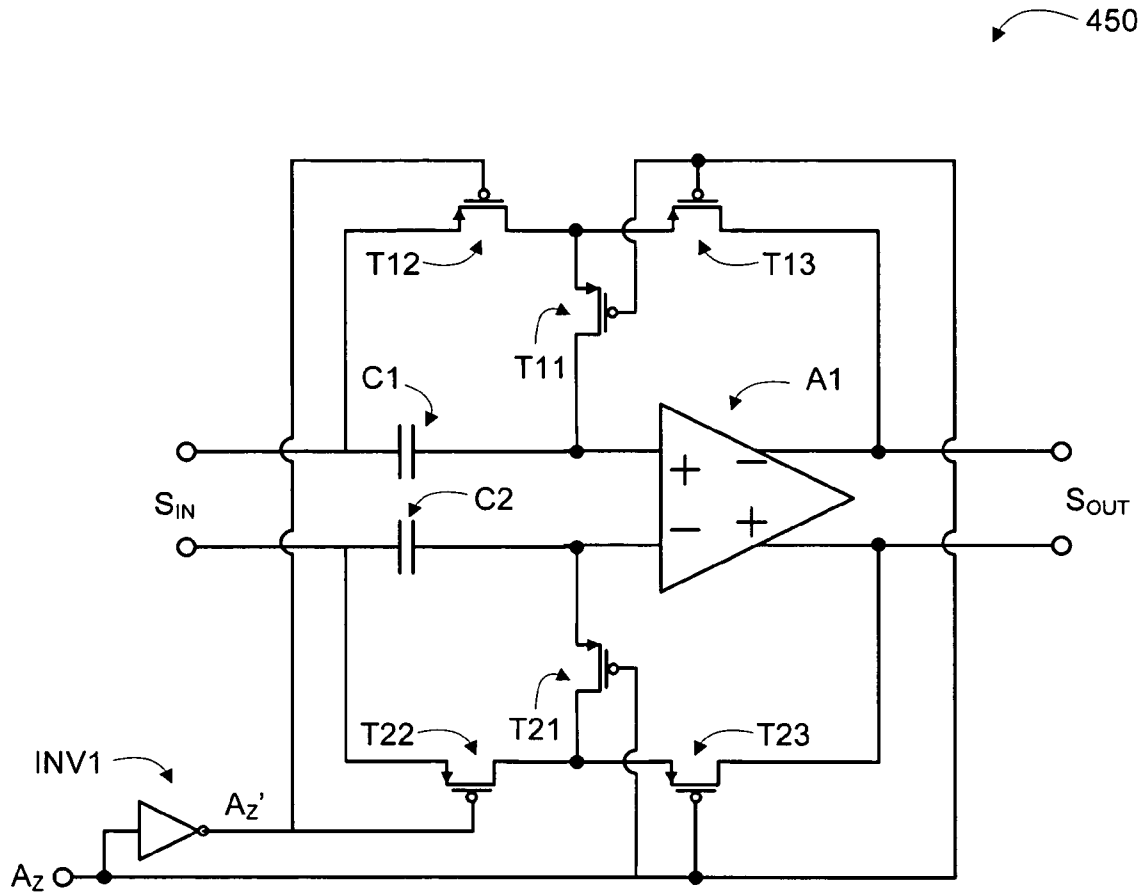 450
T12
T13
T11
C1
A1
+
−
S_IN
C2
−
+
S_OUT
T21
T22
T23
INV1
A_Z'
A_Z